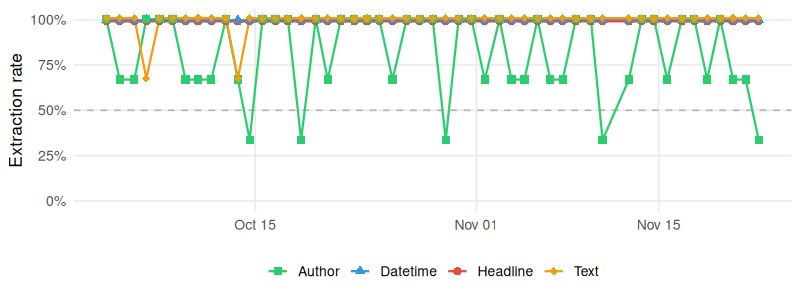 Extraction rate
100%
75%
50%
25%
0%
Oct 15 Nov 01 Nov 15
Author Datetime Headline Text